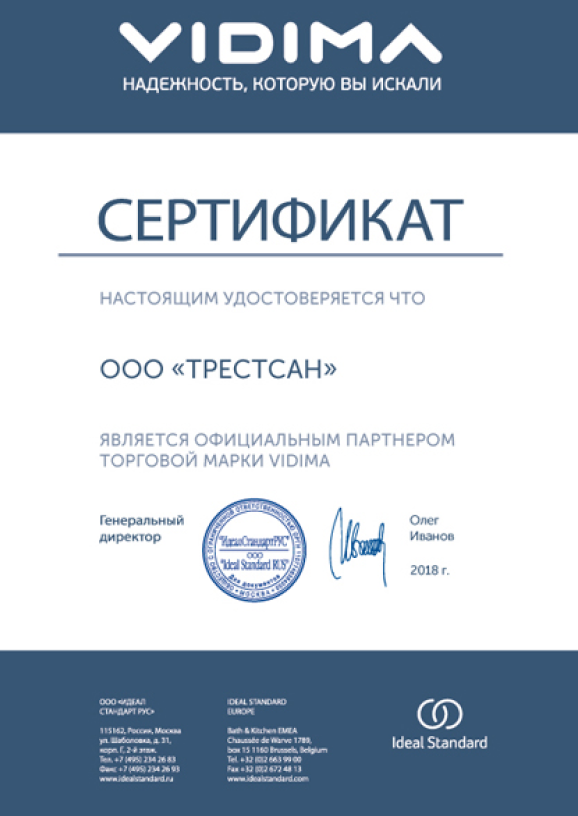 VIDIMA
НАДЕЖНОСТЬ, КОТОРУЮ ВЫ ИСКАЛИ
СЕРТИФИКАТ
НАСТОЯЩИМ УДОСТОВЕРЯЕТСЯ ЧТО
ООО «ТРЕСТСАН»
ЯВЛЯЕТСЯ ОФИЦИАЛЬНЫМ ПАРТНЕРОМ
ТОРГОВОЙ МАРКИ VIDIMA
Генеральный
директор
ОБЩЕСТВО С ОГРАНИЧЕННОЙ ОТВЕТСТВЕННОСТЬЮ
"ИдеалСтандартРУС"
ООО
"Ideal Standard RUS"
Для документов
МОСКВА
Олег
Иванов
2018 г.
ООО «ИДЕАЛ
СТАНДАРТ РУС»
115162, Россия, Москва
ул. Шаболовка, д. 31,
корп. Г, 2-й этаж,
Тел. +7 (495) 234 26 83
Факс +7 (495) 234 26 93
www.idealstandard.ru
IDEAL STANDARD
EUROPE
Bath & Kitchen EMEA
Chaussée de Wavre 1789,
box 15 1160 Brussels, Belgium
Tel. +32 (0)2 663 99 00
Fax +32 (0)2 672 48 13
www.idealstandard.com
Ideal Standard